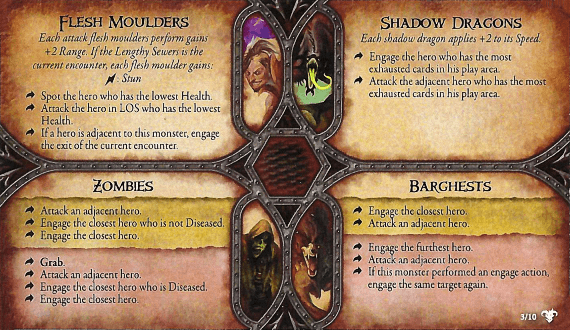 FLESH MOULDERS
Each attack flesh moulders perform gains
+2 Range. If the Lengthy Sewers is the
current encounter, each flesh moulder gains:
: Stun
Spot the hero who has the lowest Health.
Attack the hero in LOS who has the lowest
Health.
If a hero is adjacent to this monster, engage
the exit of the current encounter.
SHADOW DRAGONS
Each shadow dragon applies +2 to its Speed.
Engage the hero who has the most
exhausted cards in his play area.
Attack the adjacent hero who has the most
exhausted cards in his play area.
ZOMBIES
Attack an adjacent hero.
Engage the closest hero who is not Diseased.
Engage the closest hero.
Grab.
Attack an adjacent hero.
Engage the closest hero who is Diseased.
Engage the closest hero.
BARGHESTS
Engage the closest hero.
Attack an adjacent hero.
Engage the furthest hero.
Attack an adjacent hero.
If this monster performed an engage action,
engage the same target again.
3/10